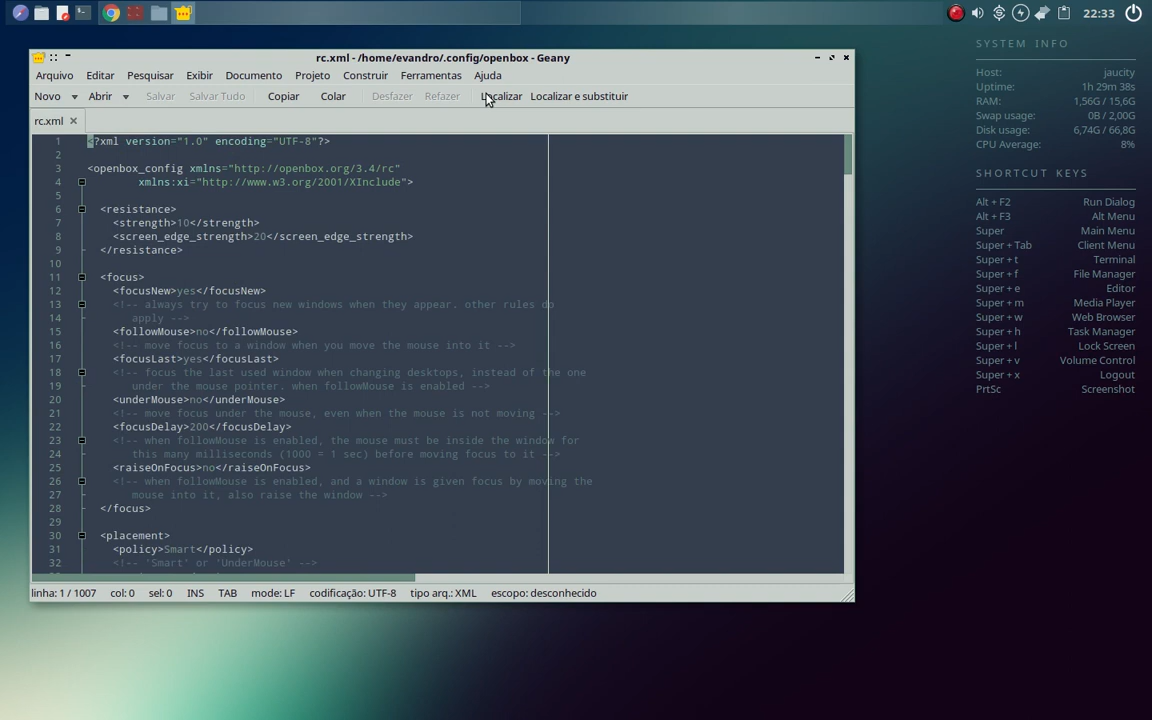 22:33
rc.xml - /home/evandro/.config/openbox - Geany
Arquivo Editar Pesquisar Exibir Documento Projeto Construir Ferramentas Ajuda
Novo Abrir Salvar Salvar Tudo Copiar Colar Desfazer Refazer Localizar Localizar e substituir
rc.xml
1 <?xml version="1.0" encoding="UTF-8"?>
2
3 <openbox_config xmlns="http://openbox.org/3.4/rc"
4 xmlns:xi="http://www.w3.org/2001/XInclude">
5
6 <resistance>
7 <strength>10</strength>
8 <screen_edge_strength>20</screen_edge_strength>
9 </resistance>
10
11 <focus>
12 <focusNew>yes</focusNew>
13 <!-- always try to focus new windows when they appear. other rules do
14 apply -->
15 <followMouse>no</followMouse>
16 <!-- move focus to a window when you move the mouse into it -->
17 <focusLast>yes</focusLast>
18 <!-- focus the last used window when changing desktops, instead of the one
19 under the mouse pointer. when followMouse is enabled -->
20 <underMouse>no</underMouse>
21 <!-- move focus under the mouse, even when the mouse is not moving -->
22 <focusDelay>200</focusDelay>
23 <!-- when followMouse is enabled, the mouse must be inside the window for
24 this many milliseconds (1000 = 1 sec) before moving focus to it -->
25 <raiseOnFocus>no</raiseOnFocus>
26 <!-- when followMouse is enabled, and a window is given focus by moving the
27 mouse into it, also raise the window -->
28 </focus>
29
30 <placement>
31 <policy>Smart</policy>
32 <!-- 'Smart' or 'UnderMouse' -->
linha: 1 / 1007 col: 0 sel: 0 INS TAB mode: LF codificação: UTF-8 tipo arq.: XML escopo: desconhecido
SYSTEM INFO
Host: jaucity
Uptime: 1h 29m 38s
RAM: 1,56G / 15,6G
Swap usage: 0B / 2,00G
Disk usage: 6,74G / 66,8G
CPU Average: 8%
SHORTCUT KEYS
Alt + F2 Run Dialog
Alt + F3 Alt Menu
Super Main Menu
Super + Tab Client Menu
Super + t Terminal
Super + f File Manager
Super + e Editor
Super + m Media Player
Super + w Web Browser
Super + h Task Manager
Super + l Lock Screen
Super + v Volume Control
Super + x Logout
PrtSc Screenshot